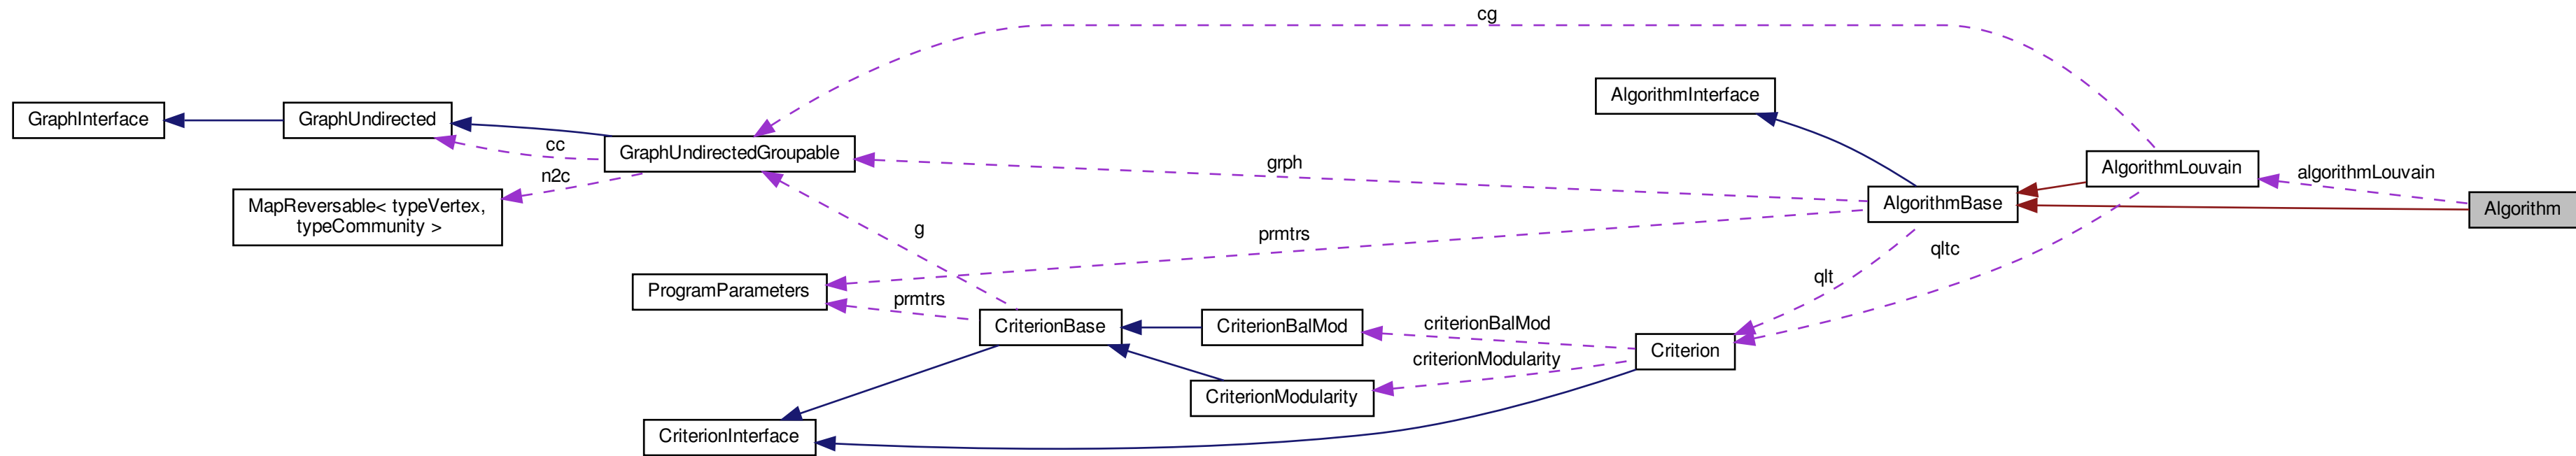 cg
AlgorithmInterface
GraphInterface
GraphUndirected
cc
GraphUndirectedGroupable
grph
AlgorithmLouvain
algorithmLouvain
n2c
MapReversable< typeVertex,
typeCommunity >
AlgorithmBase
Algorithm
g
prmtrs
qltc
qlt
ProgramParameters
prmtrs
CriterionBase
CriterionBalMod
criterionBalMod
Criterion
criterionModularity
CriterionModularity
CriterionInterface